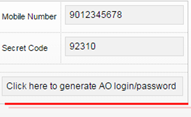 Mobile Number 9012345678
Secret Code 92310
Click here to generate AO login/password